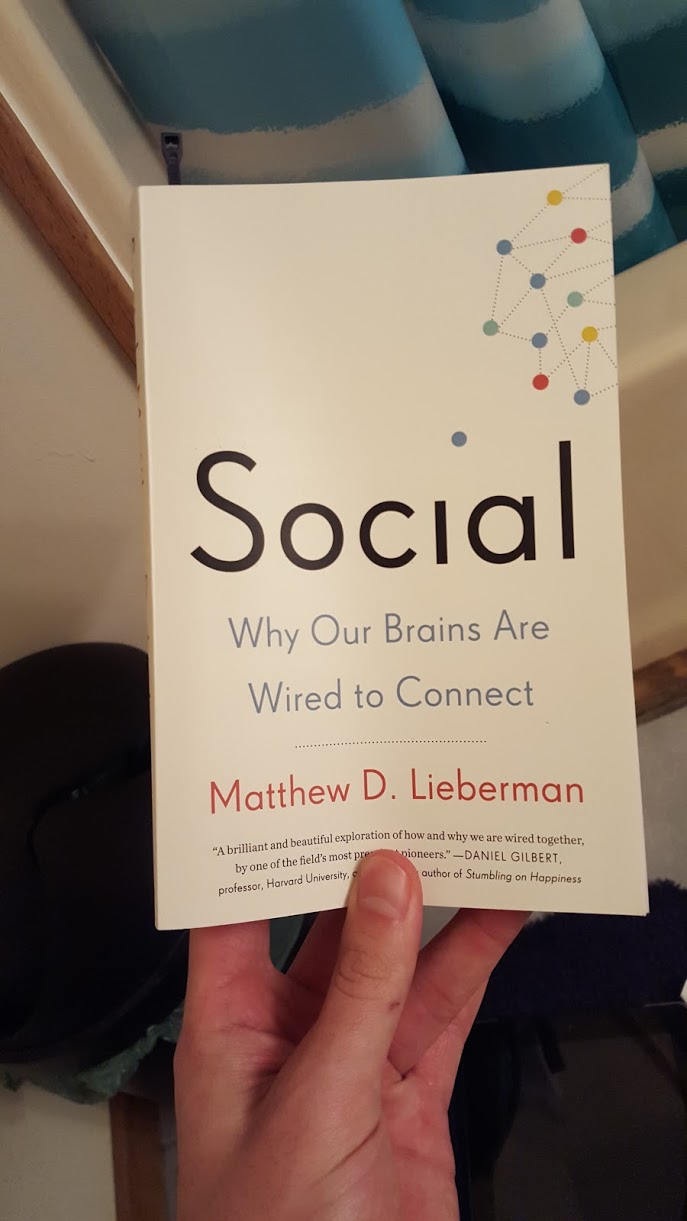 Social
Why Our Brains Are
Wired to Connect
Matthew D. Lieberman
“A brilliant and beautiful exploration of how and why we are wired together,
by one of the field’s most pioneers.” —DANIEL GILBERT,
professor, Harvard University, author of Stumbling on Happiness